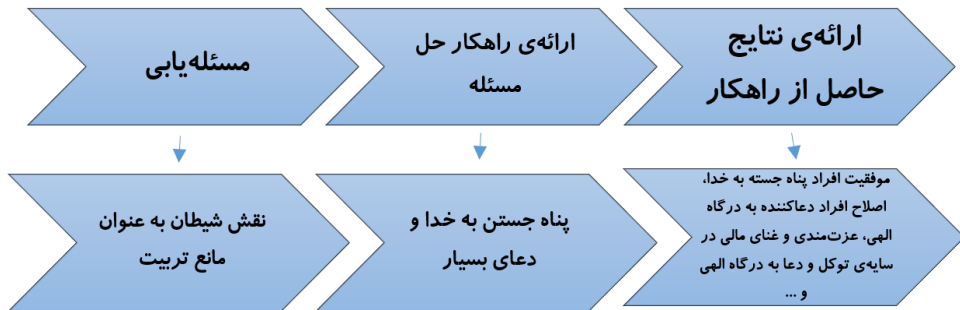 مسئله‌یابی
ارائه‌ی راهکار حل
مسئله
ارائه‌ی نتایج
حاصل از راهکار
نقش شیطان به عنوان
مانع تربیت
پناه جستن به خدا و
دعای بسیار
موفقیت افراد پناه جسته به خدا،
اصلاح افراد دعاکننده به درگاه
الهی، عزت‌مندی و غنای مالی در
سایه‌ی توکل و دعا به درگاه الهی
و ...